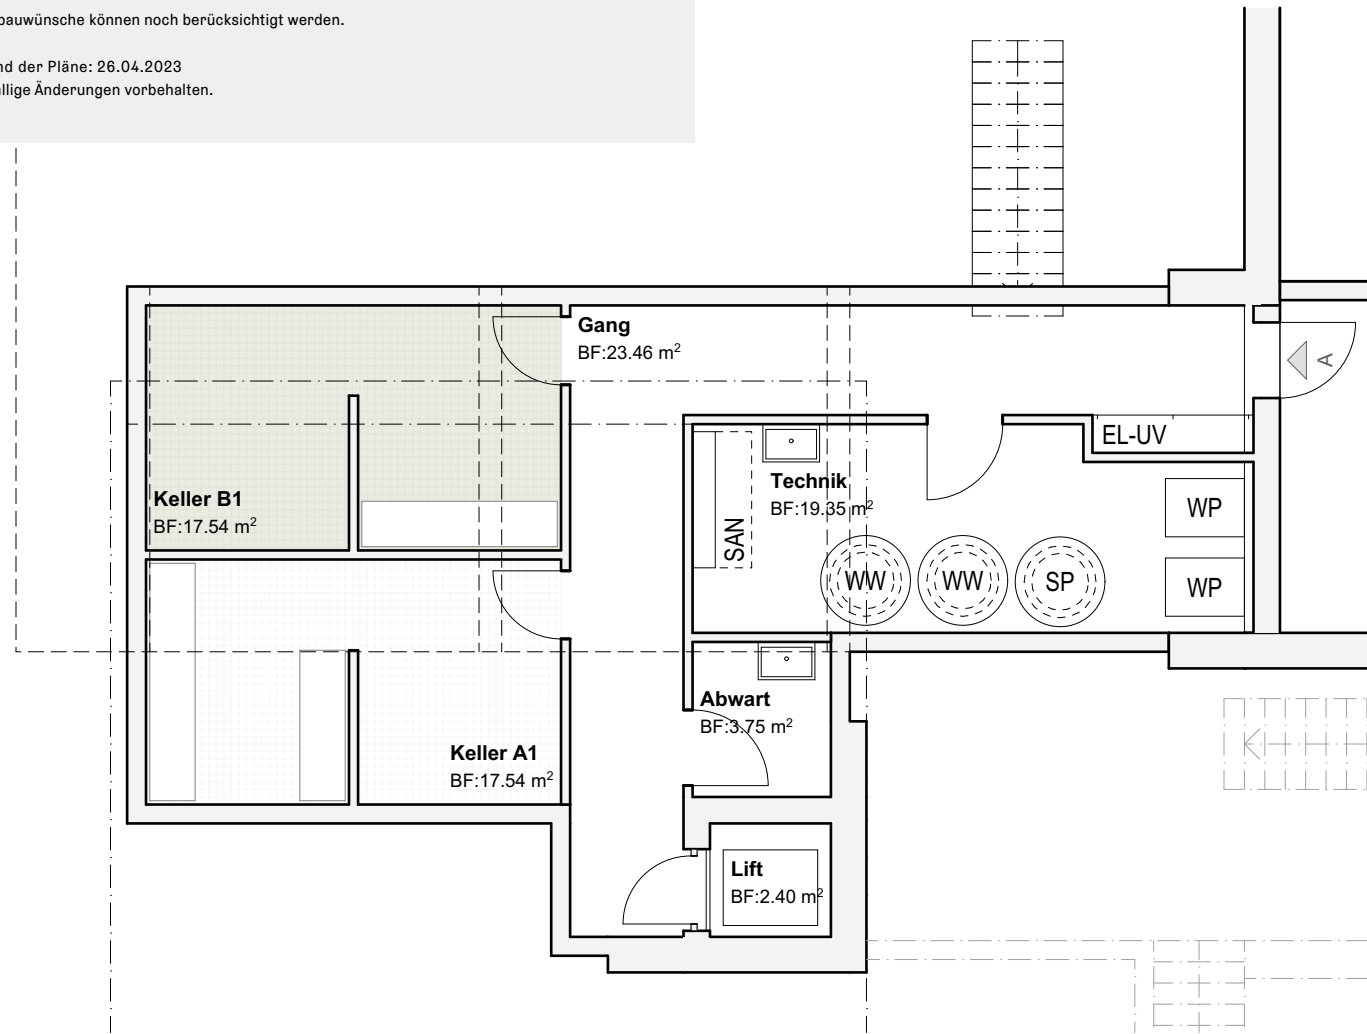 bauwünsche können noch berücksichtigt werden.
nd der Pläne: 26.04.2023
llige Änderungen vorbehalten.
Gang
BF:23.46 m²
A
EL-UV
Technik
BF:19.35 m²
SAN
WP
WP
WW
WW
SP
Keller B1
BF:17.54 m²
Abwart
BF:3.75 m²
Keller A1
BF:17.54 m²
Lift
BF:2.40 m²